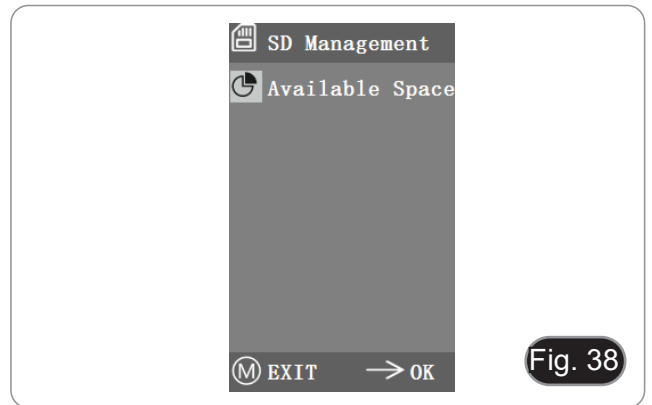 SD Management
Available Space
M EXIT → OK
Fig. 38